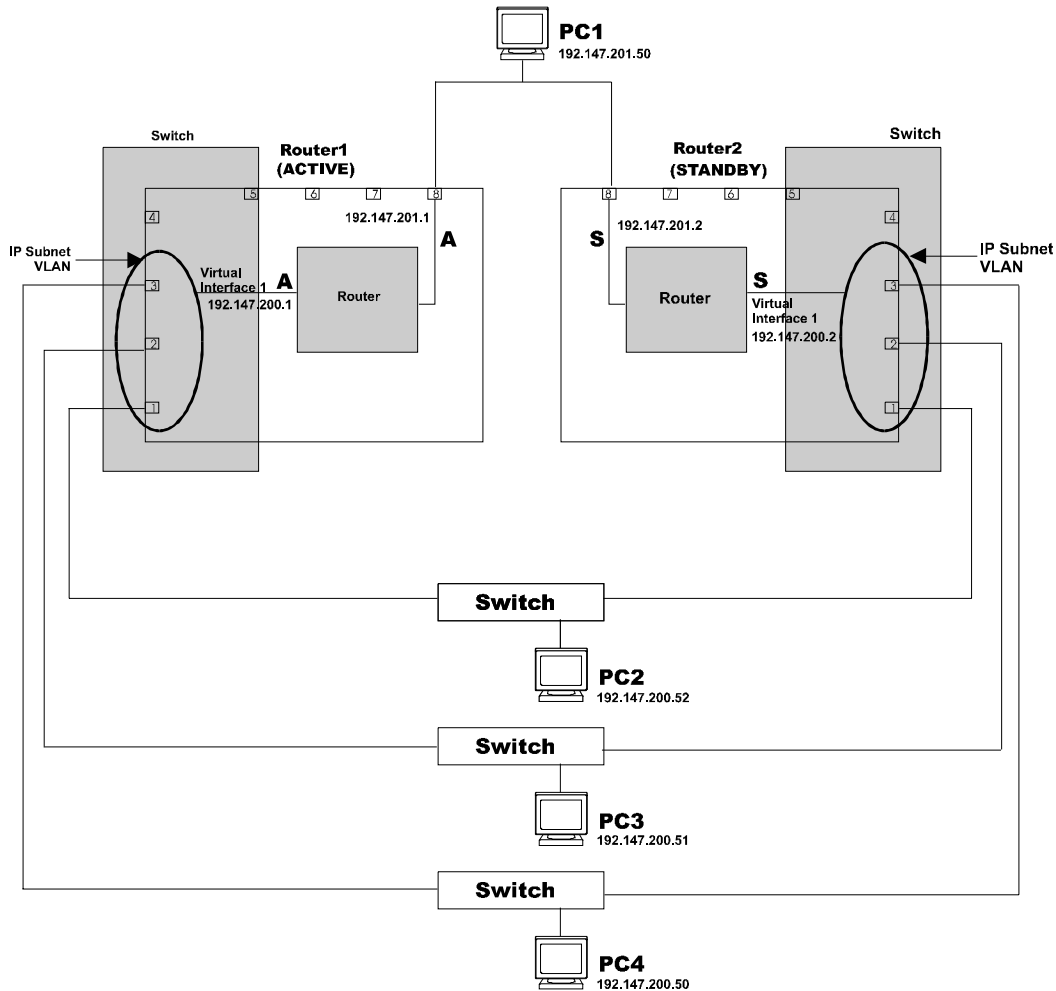 PC1
192.147.201.50
Switch
Router1
(ACTIVE)
Router2
(STANDBY)
Switch
5
6
7
8
8
7
6
5
4
192.147.201.1
A
192.147.201.2
S
4
IP Subnet
VLAN
IP Subnet
VLAN
3
Virtual
Interface 1
192.147.200.1
A
Router
Router
S
Virtual
Interface 1
192.147.200.2
3
2
2
1
1
Switch
PC2
192.147.200.52
Switch
PC3
192.147.200.51
Switch
PC4
192.147.200.50